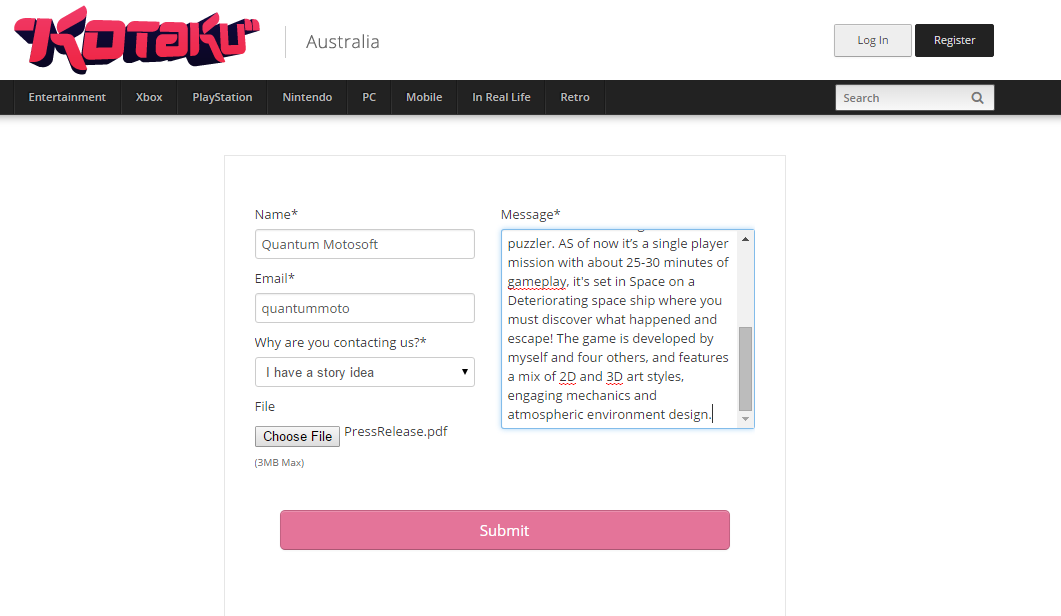 KOTAKU
Australia
Log In
Register
Entertainment
Xbox
PlayStation
Nintendo
PC
Mobile
In Real Life
Retro
Search
Name*
Quantum Motosoft
Email*
quantummoto
Why are you contacting us?*
I have a story idea
File
Choose File PressRelease.pdf
(3MB Max)
Message*
puzzler. AS of now it's a single player
mission with about 25-30 minutes of
gameplay, it's set in Space on a
Deteriorating space ship where you
must discover what happened and
escape! The game is developed by
myself and four others, and features
a mix of 2D and 3D art styles,
engaging mechanics and
atmospheric environment design.
Submit